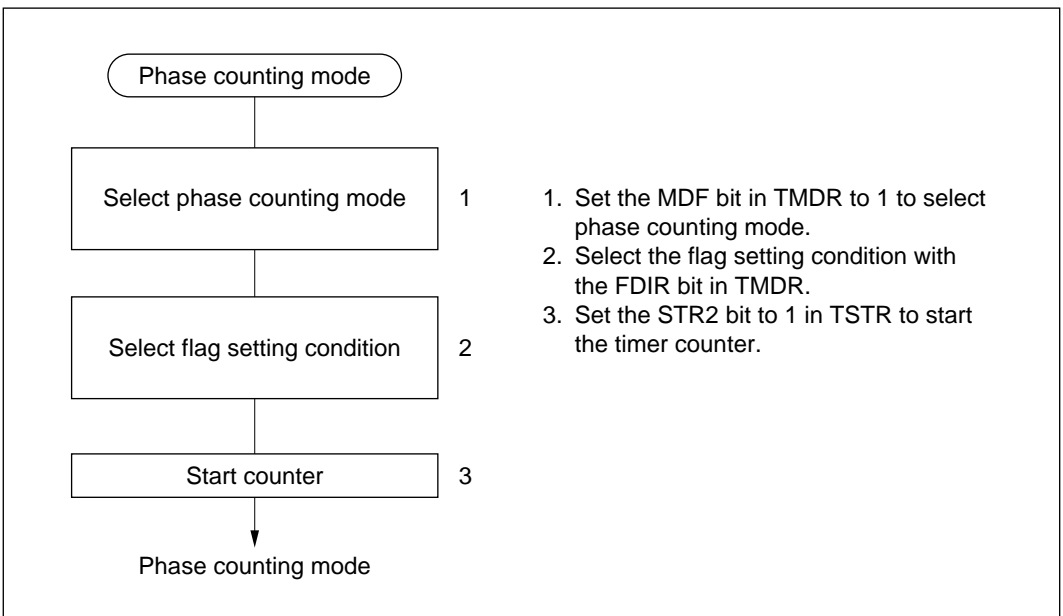 Phase counting mode
Select phase counting mode 1
Select flag setting condition 2
Start counter 3
Phase counting mode
1. Set the MDF bit in TMDR to 1 to select
phase counting mode.
2. Select the flag setting condition with
the FDIR bit in TMDR.
3. Set the STR2 bit to 1 in TSTR to start
the timer counter.